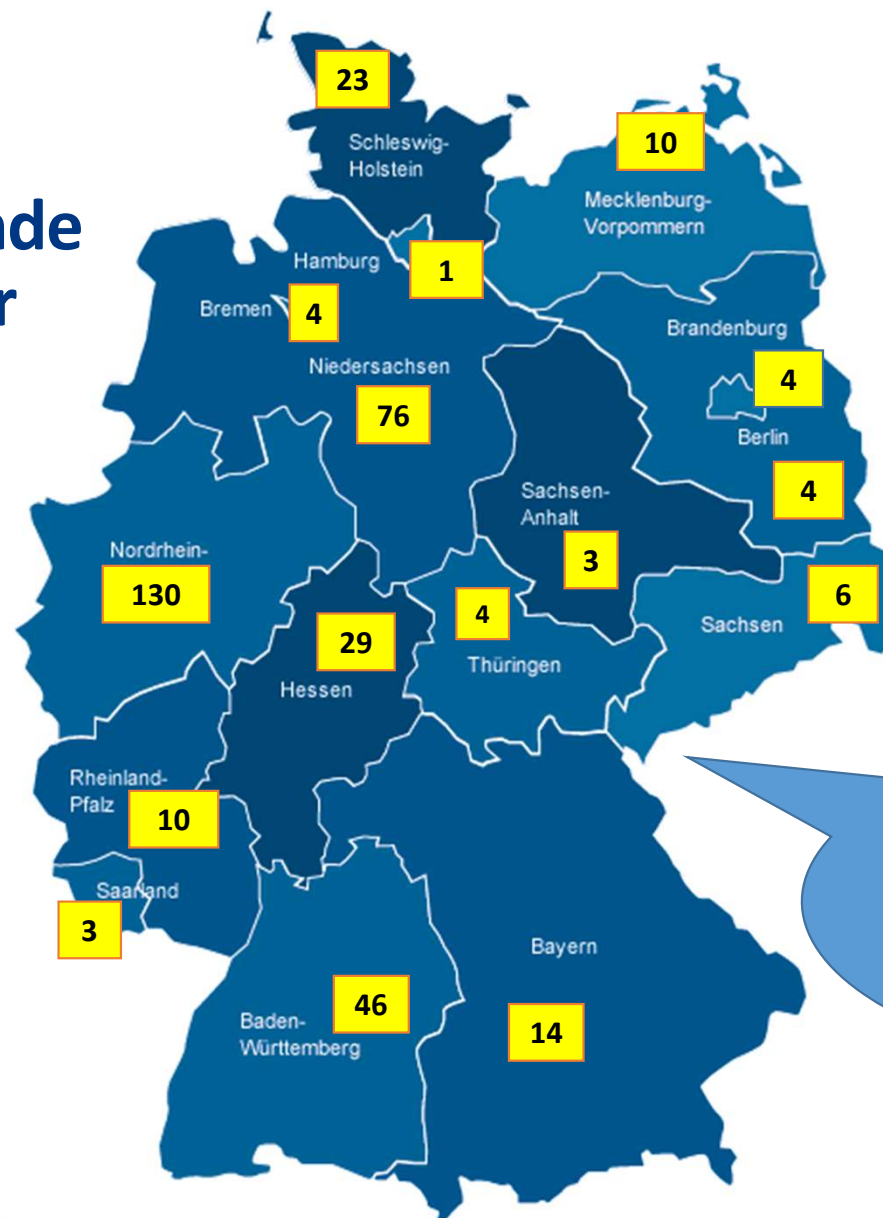 23
Schleswig-
Holstein
10
Mecklenburg-
Vorpommern
nde
r
Hamburg
1
Bremen
4
Niedersachsen
76
Brandenburg
4
Berlin
4
Sachsen-
Anhalt
3
Nordrhein-
130
4
Thüringen
6
Sachsen
29
Hessen
Rheinland-
Pfalz
10
Saarland
3
Bayern
14
46
Baden-
Württemberg